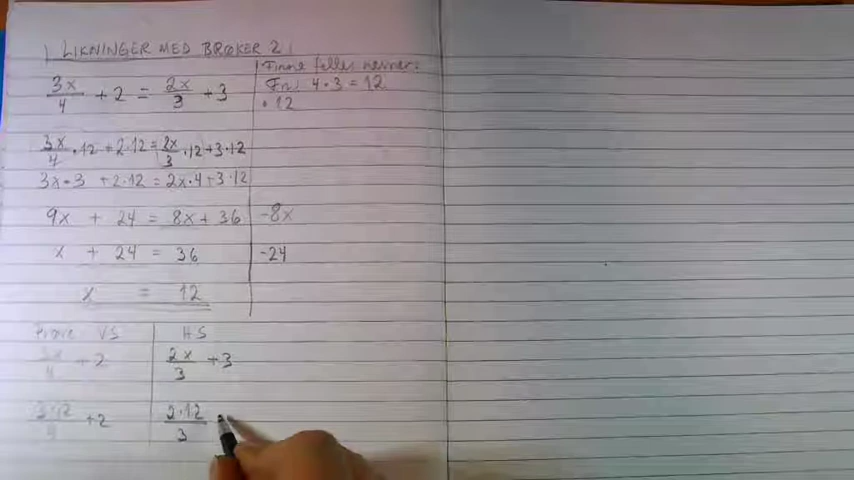 LIKNINGER MED BRØKER 2
Finne felles nevner.
3x/4 + 2 = 2x/3 + 3
Fn: 4·3 = 12
·12
3x/4 ·12 + 2·12 = 2x/3 ·12 + 3·12
3x·3 + 2·12 = 2x·4 + 3·12
9x + 24 = 8x + 36
-8x
x + 24 = 36
-24
x = 12
Prøve VS
HS
3x/4 + 2
2x/3 + 3
3·12/4 + 2
2·12/3